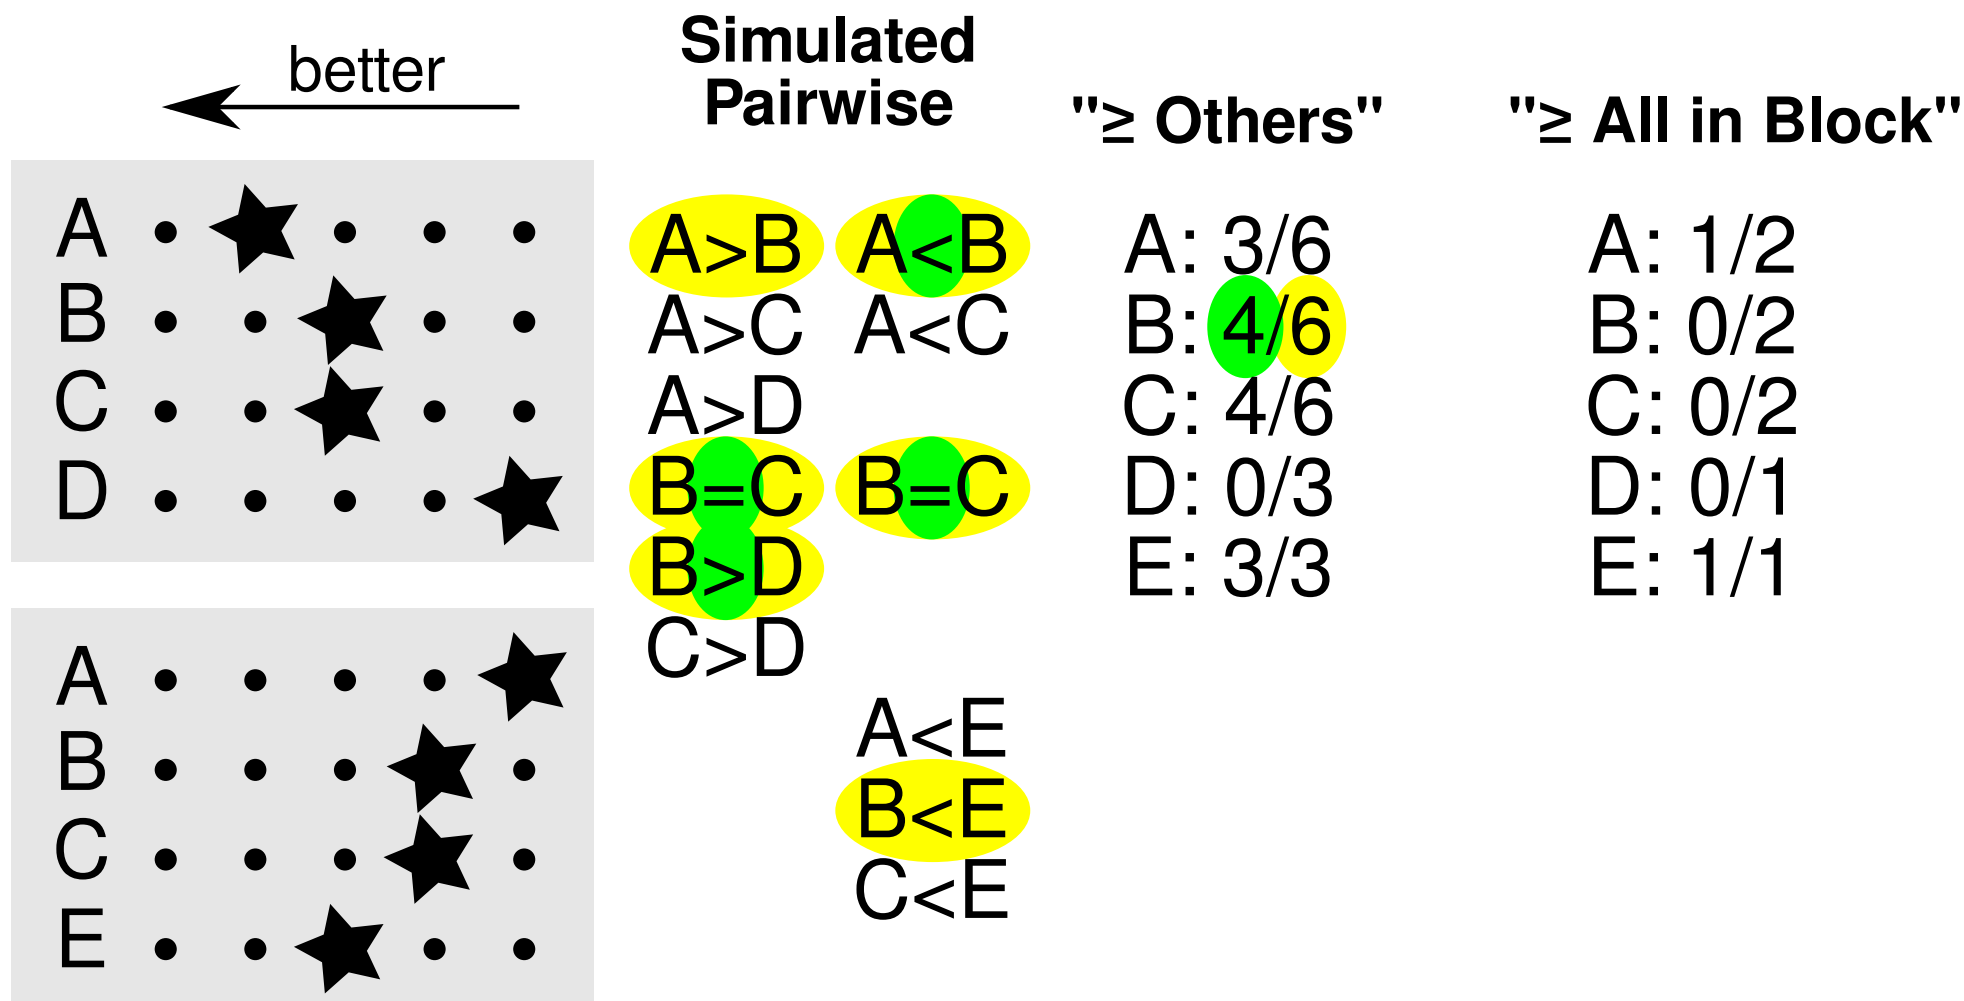 better
Simulated
Pairwise
"≥ Others"
"≥ All in Block"
A
B
C
D
A
B
C
E
A>B A<B
A>C A<C
A>D
B=C B=C
B>D
C>D
A<E
B<E
C<E
A: 3/6
B: 4/6
C: 4/6
D: 0/3
E: 3/3
A: 1/2
B: 0/2
C: 0/2
D: 0/1
E: 1/1